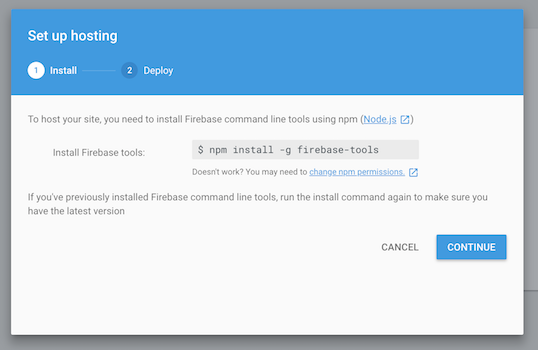 Set up hosting
1 Install 2 Deploy
To host your site, you need to install Firebase command line tools using npm (Node.js)
Install Firebase tools: $ npm install -g firebase-tools
Doesn't work? You may need to change npm permissions.
If you've previously installed Firebase command line tools, run the install command again to make sure you
have the latest version
CANCEL CONTINUE